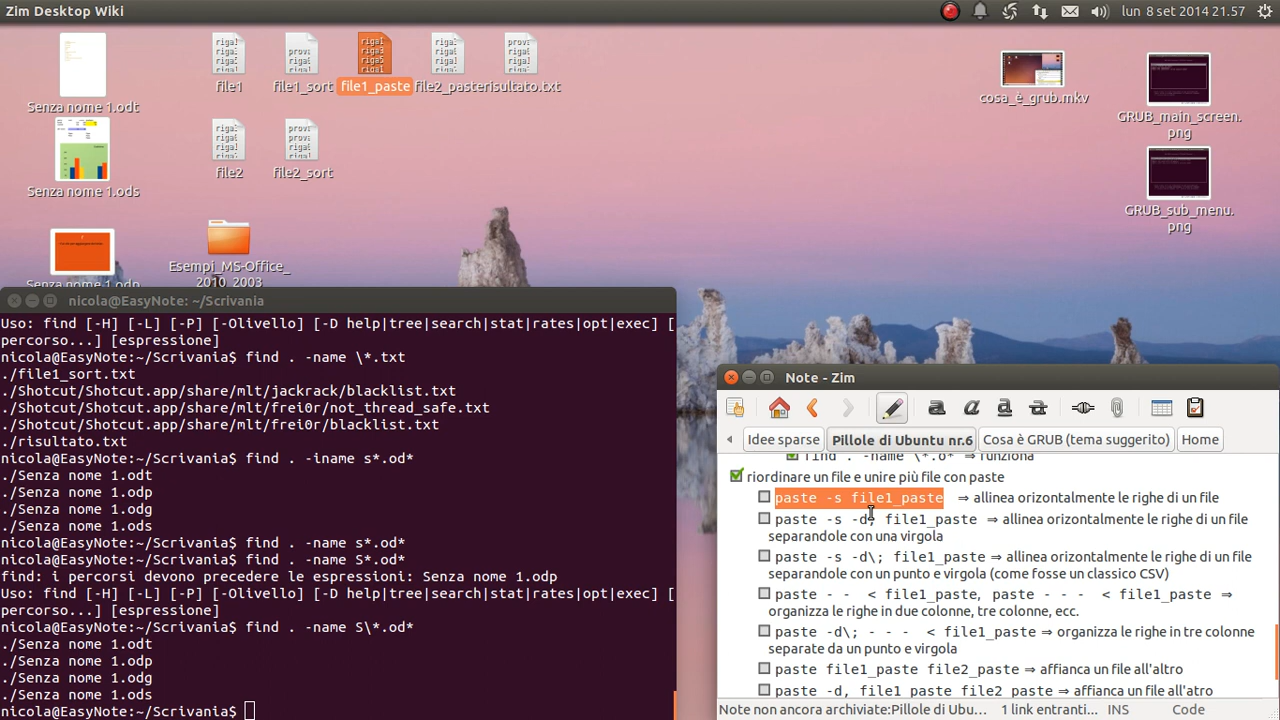 Zim Desktop Wiki
lun 8 set 2014 21.57
Senza nome 1.odt
file1
file1_sort
file1_paste
file2_paste
risultato.txt
cosa_è_grub.mkv
GRUB_main_screen.
png
Senza nome 1.ods
file2
file2_sort
GRUB_sub_menu.
png
Senza nome 1.odp
Esempi_MS-Office_
2010_2003
nicola@EasyNote: ~/Scrivania
Uso: find [-H] [-L] [-P] [-Olivello] [-D help|tree|search|stat|rates|opt|exec] [
percorso...] [espressione]
nicola@EasyNote:~/Scrivania$ find . -name \*.txt
./file1_sort.txt
./Shotcut/Shotcut.app/share/mlt/jackrack/blacklist.txt
./Shotcut/Shotcut.app/share/mlt/frei0r/not_thread_safe.txt
./Shotcut/Shotcut.app/share/mlt/frei0r/blacklist.txt
./risultato.txt
nicola@EasyNote:~/Scrivania$ find . -iname s*.od*
./Senza nome 1.odt
./Senza nome 1.odp
./Senza nome 1.odg
./Senza nome 1.ods
nicola@EasyNote:~/Scrivania$ find . -name s*.od*
nicola@EasyNote:~/Scrivania$ find . -name S*.od*
find: i percorsi devono precedere le espressioni: Senza nome 1.odp
Uso: find [-H] [-L] [-P] [-Olivello] [-D help|tree|search|stat|rates|opt|exec] [
percorso...] [espressione]
nicola@EasyNote:~/Scrivania$ find . -name S\*.od*
./Senza nome 1.odt
./Senza nome 1.odp
./Senza nome 1.odg
./Senza nome 1.ods
nicola@EasyNote:~/Scrivania$
Note - Zim
Idee sparse
Pillole di Ubuntu nr.6
Cosa è GRUB (tema suggerito)
Home
find . -name \*.o* ⇒ funziona
riordinare un file e unire più file con paste
paste -s file1_paste ⇒ allinea orizontalmente le righe di un file
paste -s -d, file1_paste ⇒ allinea orizontalmente le righe di un file
separandole con una virgola
paste -s -d\; file1_paste ⇒ allinea orizontalmente le righe di un file
separandole con un punto e virgola (come fosse un classico CSV)
paste - - < file1_paste, paste - - - < file1_paste ⇒
organizza le righe in due colonne, tre colonne, ecc.
paste -d\; - - - < file1_paste ⇒ organizza le righe in tre colonne
separate da un punto e virgola
paste file1_paste file2_paste ⇒ affianca un file all'altro
paste -d, file1_paste file2_paste ⇒ affianca un file all'atro
Note non ancora archiviate:Pillole di Ubu...
1 link entranti...
INS
Code